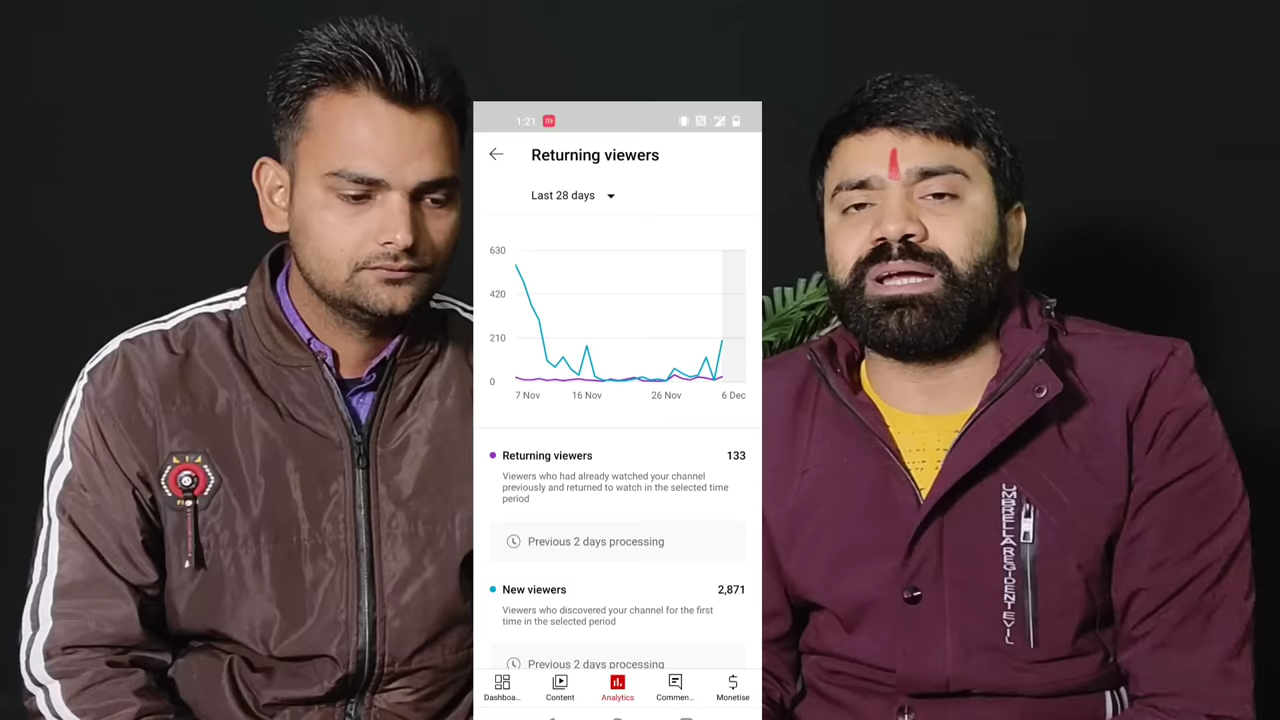 1:21
Returning viewers
Last 28 days
630
420
210
0
7 Nov
16 Nov
26 Nov
6 Dec
Returning viewers
133
Viewers who had already watched your channel
previously and returned to watch in the selected time
period
Previous 2 days processing
New viewers
2,871
Viewers who discovered your channel for the first
time in the selected period
Previous 2 days processing
Dashboa...
Content
Analytics
Commen...
Monetise
UMBRELLAREGIDENTEVIL